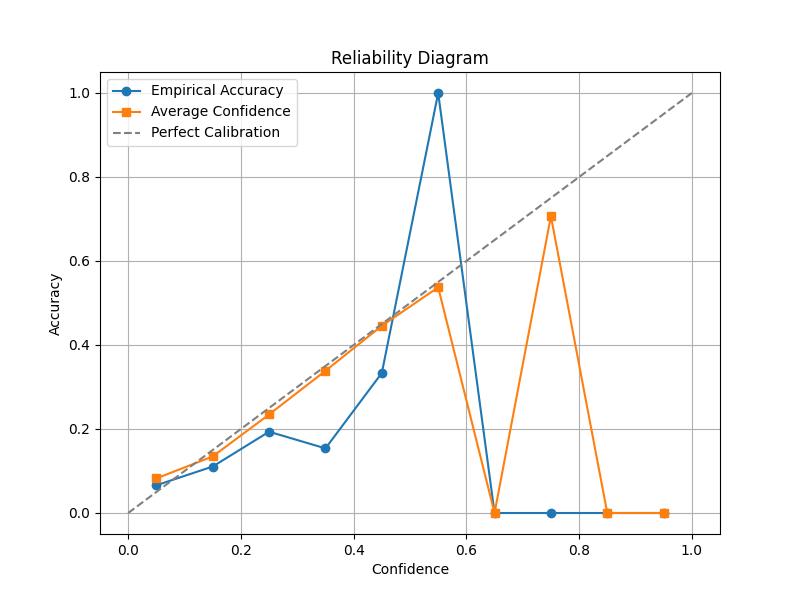 Reliability Diagram
Empirical Accuracy
Average Confidence
Perfect Calibration
Accuracy
1.0
0.8
0.6
0.4
0.2
0.0
0.0 0.2 0.4 0.6 0.8 1.0
Confidence